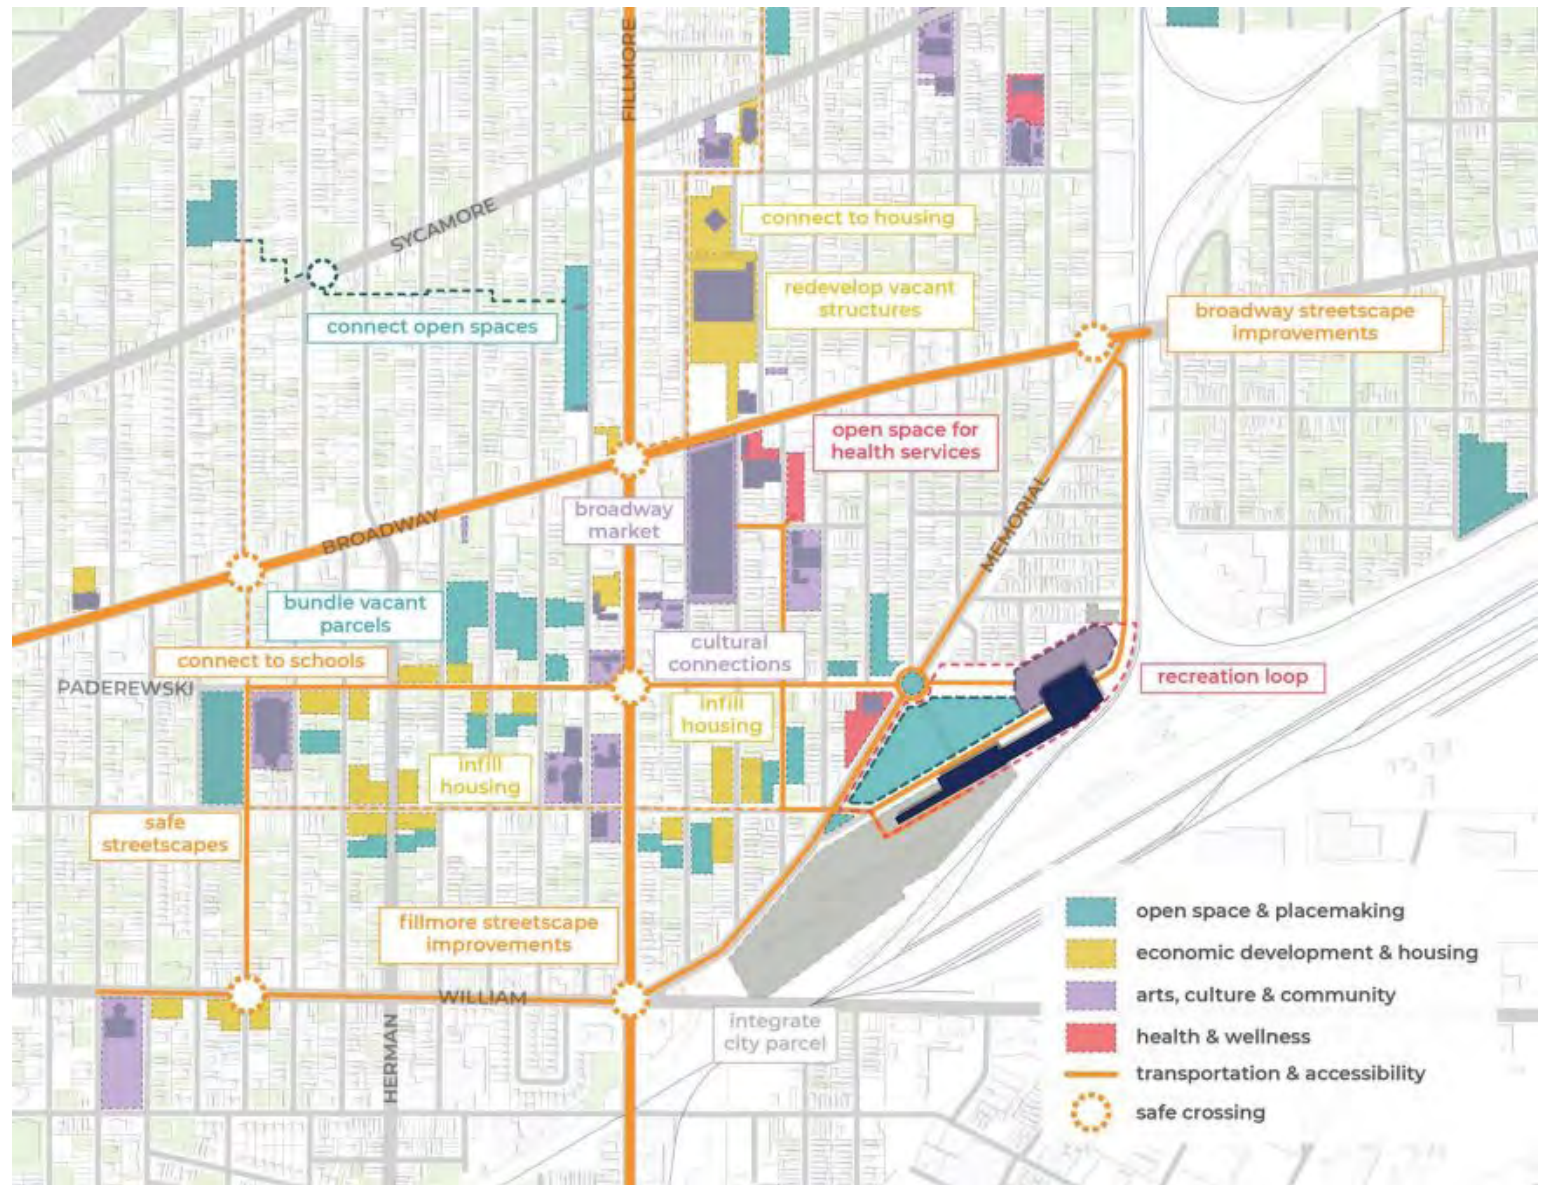 FILLMORE
SYCAMORE
connect to housing
redevelop vacant
structures
connect open spaces
broadway streetscape
improvements
open space for
health services
BROADWAY
broadway
market
MEMORIAL
bundle vacant
parcels
cultural
connections
connect to schools
PADEREWSKI
recreation loop
infill
housing
infill
housing
safe
streetscapes
fillmore streetscape
improvements
WILLIAM
integrate
city parcel
HERMAN
open space & placemaking
economic development & housing
arts, culture & community
health & wellness
transportation & accessibility
safe crossing